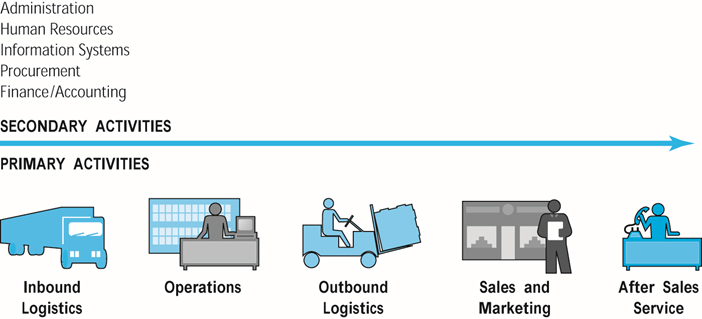 Administration
Human Resources
Information Systems
Procurement
Finance/Accounting
SECONDARY ACTIVITIES
PRIMARY ACTIVITIES
Inbound
Logistics
Operations
Outbound
Logistics
Sales and
Marketing
After Sales
Service